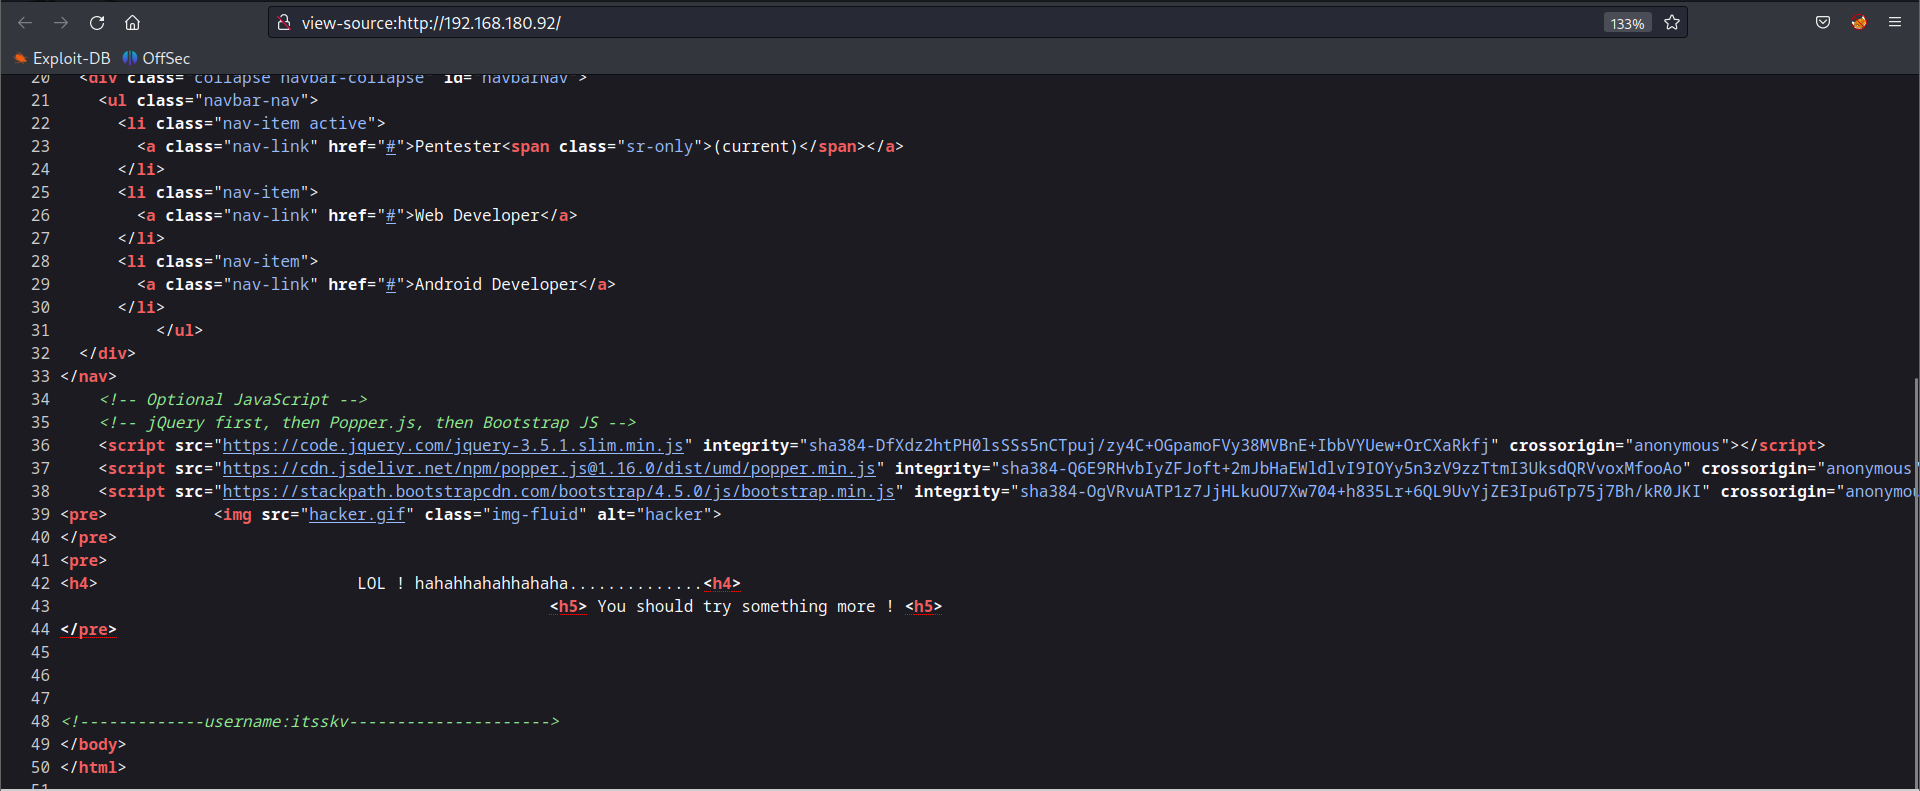 view-source:http://192.168.180.92/
133%
Exploit-DB OffSec
20 <div class="collapse navbar-collapse" id="navbarNav">
21 <ul class="navbar-nav">
22 <li class="nav-item active">
23 <a class="nav-link" href="#">Pentester<span class="sr-only">(current)</span></a>
24 </li>
25 <li class="nav-item">
26 <a class="nav-link" href="#">Web Developer</a>
27 </li>
28 <li class="nav-item">
29 <a class="nav-link" href="#">Android Developer</a>
30 </li>
31 </ul>
32 </div>
33 </nav>
34 <!-- Optional JavaScript -->
35 <!-- jQuery first, then Popper.js, then Bootstrap JS -->
36 <script src="https://code.jquery.com/jquery-3.5.1.slim.min.js" integrity="sha384-DfXdz2htPH0lsSSs5nCTpuj/zy4C+OGpamoFVy38MVBnE+IbbVYUew+OrCXaRkfj" crossorigin="anonymous"></script>
37 <script src="https://cdn.jsdelivr.net/npm/popper.js@1.16.0/dist/umd/popper.min.js" integrity="sha384-Q6E9RHvbIyZFJoft+2mJbHaEWldlvI9IOYy5n3zV9zzTtmI3UksdQRVvoxMfooAo" crossorigin="anonymous"
38 <script src="https://stackpath.bootstrapcdn.com/bootstrap/4.5.0/js/bootstrap.min.js" integrity="sha384-OgVRvuATP1z7JjHLkuOU7Xw704+h835Lr+6QL9UvYjZE3Ipu6Tp75j7Bh/kR0JKI" crossorigin="anonymou
39 <pre> <img src="hacker.gif" class="img-fluid" alt="hacker">
40 </pre>
41 <pre>
42 <h4> LOL ! hahahhahahhahaha..............<h4>
43 <h5> You should try something more ! <h5>
44 </pre>
45
46
47
48 <!-------------username:itsskv--------------------->
49 </body>
50 </html>
51